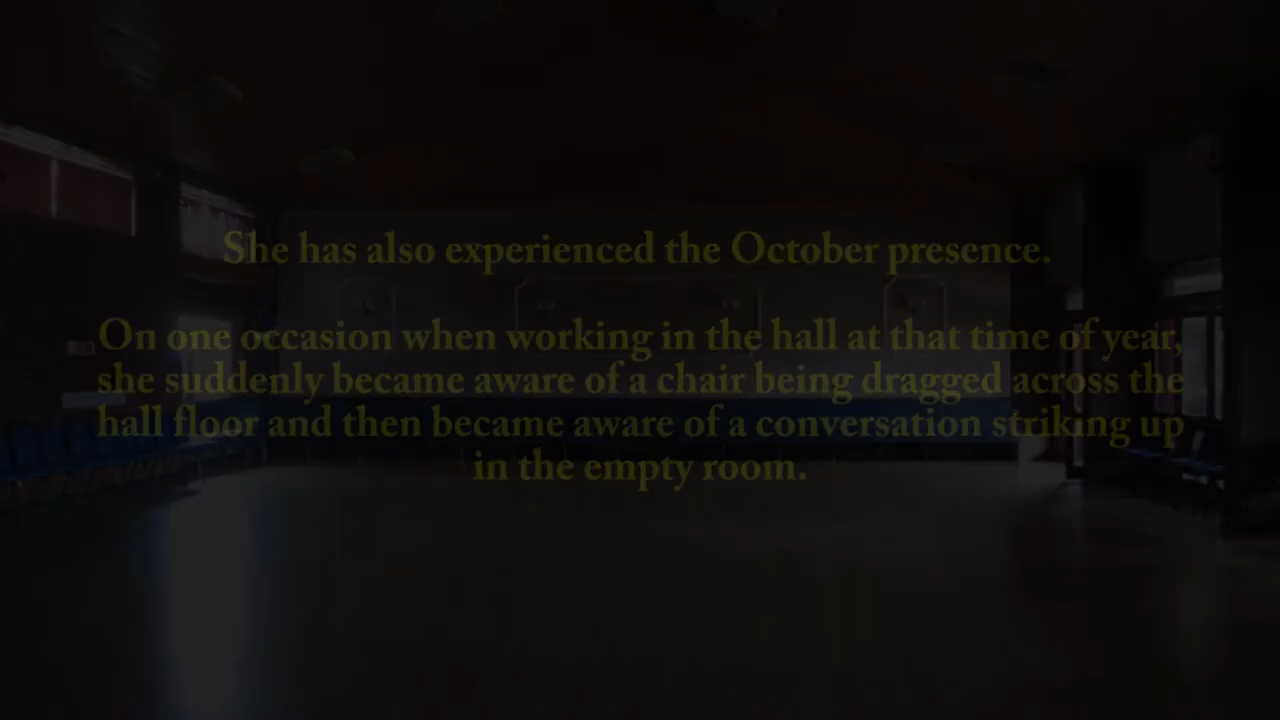 She has also experienced the October presence.
On one occasion when working in the hall at that time of year,
she suddenly became aware of a chair being dragged across the
hall floor and then became aware of a conversation striking up
in the empty room.